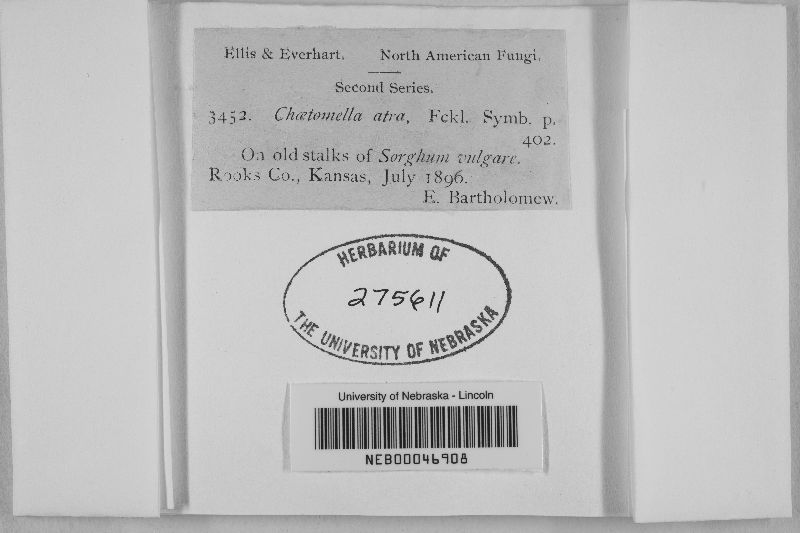 Ellis & Everhart. North American Fungi.
Second Series.
3452. Chætomella atra, Fckl. Symb. p.
402.
On old stalks of Sorghum vulgare.
Rooks Co., Kansas, July 1896.
E. Bartholomew.
HERBARIUM OF
275611
THE UNIVERSITY OF NEBRASKA
University of Nebraska - Lincoln
NEB00046908